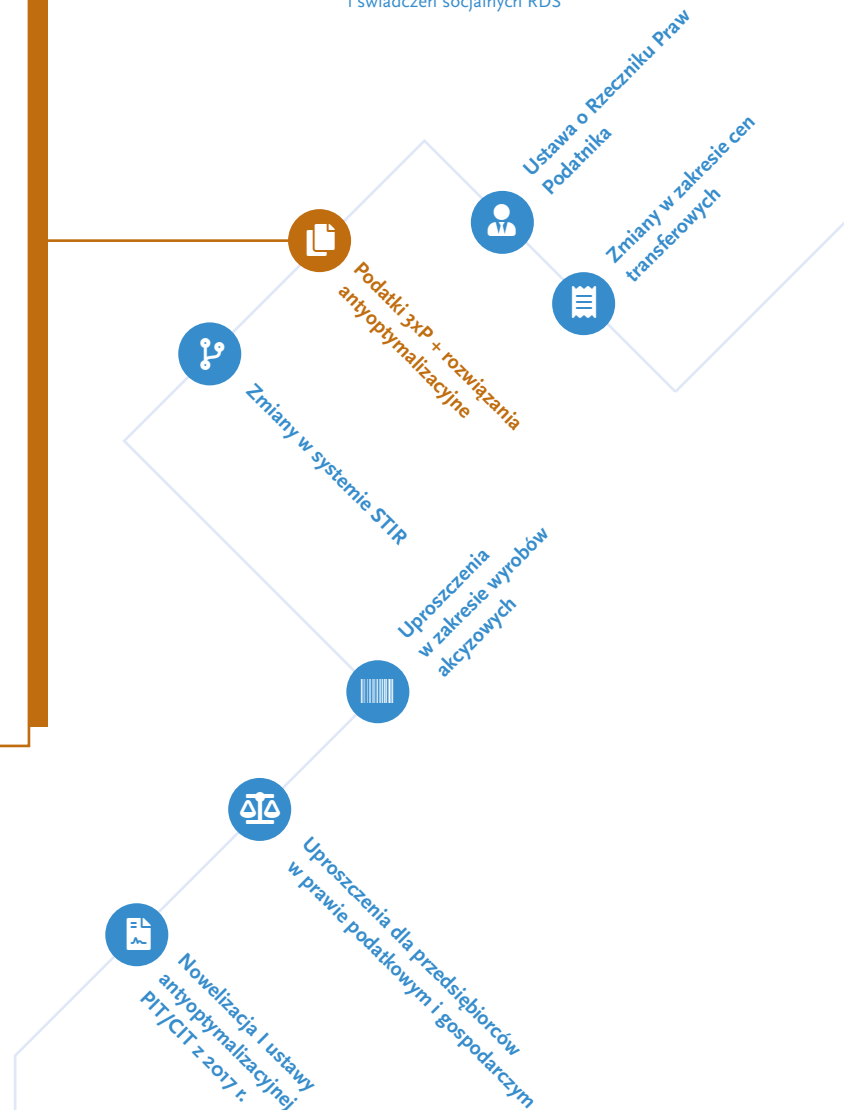 i świadczeń socjalnych RDS
Ustawa o Rzeczniku Praw
Podatnika
Zmiany w zakresie cen
transferowych
Podatki 3xP + rozwiązania
antyoptymalizacyjne
Zmiany w systemie STIR
Uproszczenia
w zakresie wyrobów
akcyzowych
Uproszczenia dla przedsiębiorców
w prawie podatkowym i gospodarczym
Nowelizacja I ustawy
antyoptymalizacyjnej
PIT/CIT z 2017 r.